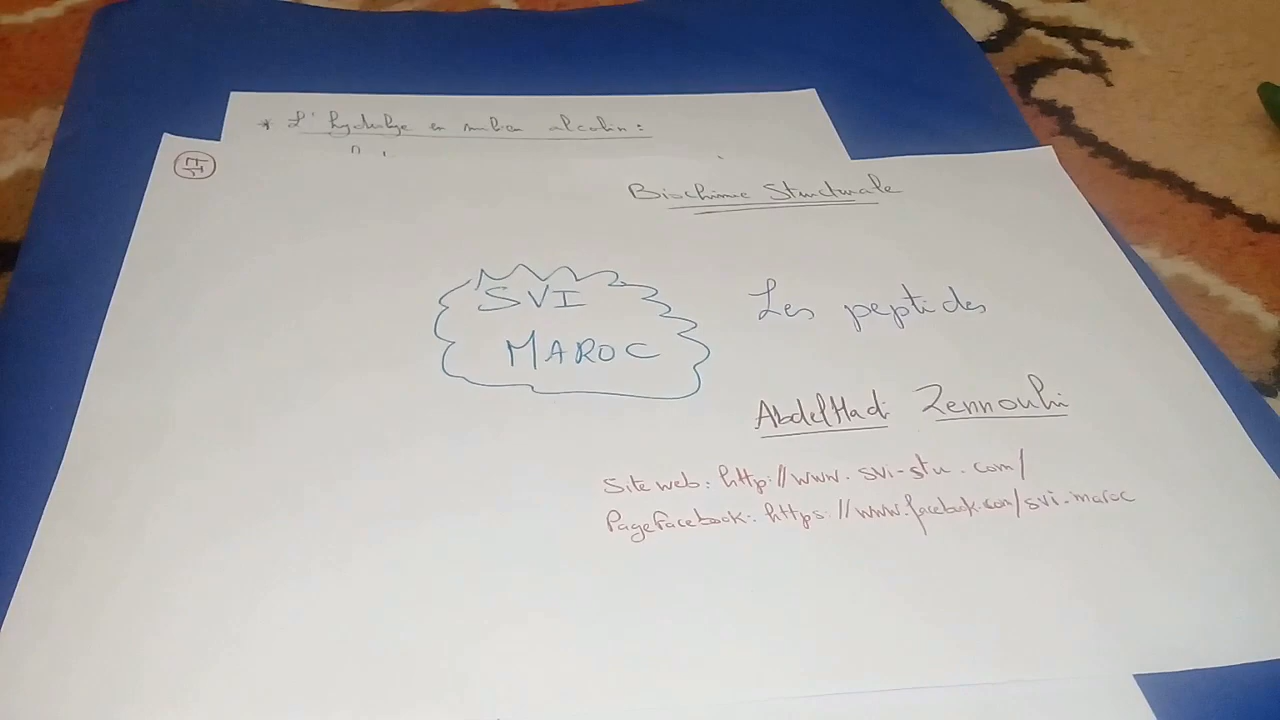 * L'hydrolyse en milieu alcalin :
Biochimie Structurale
SVI
MAROC
Les peptides
AbdelHadi Zennouhi
Site web : http://www.svi-stu.com/
Page Facebook : https://www.facebook.com/svi.maroc